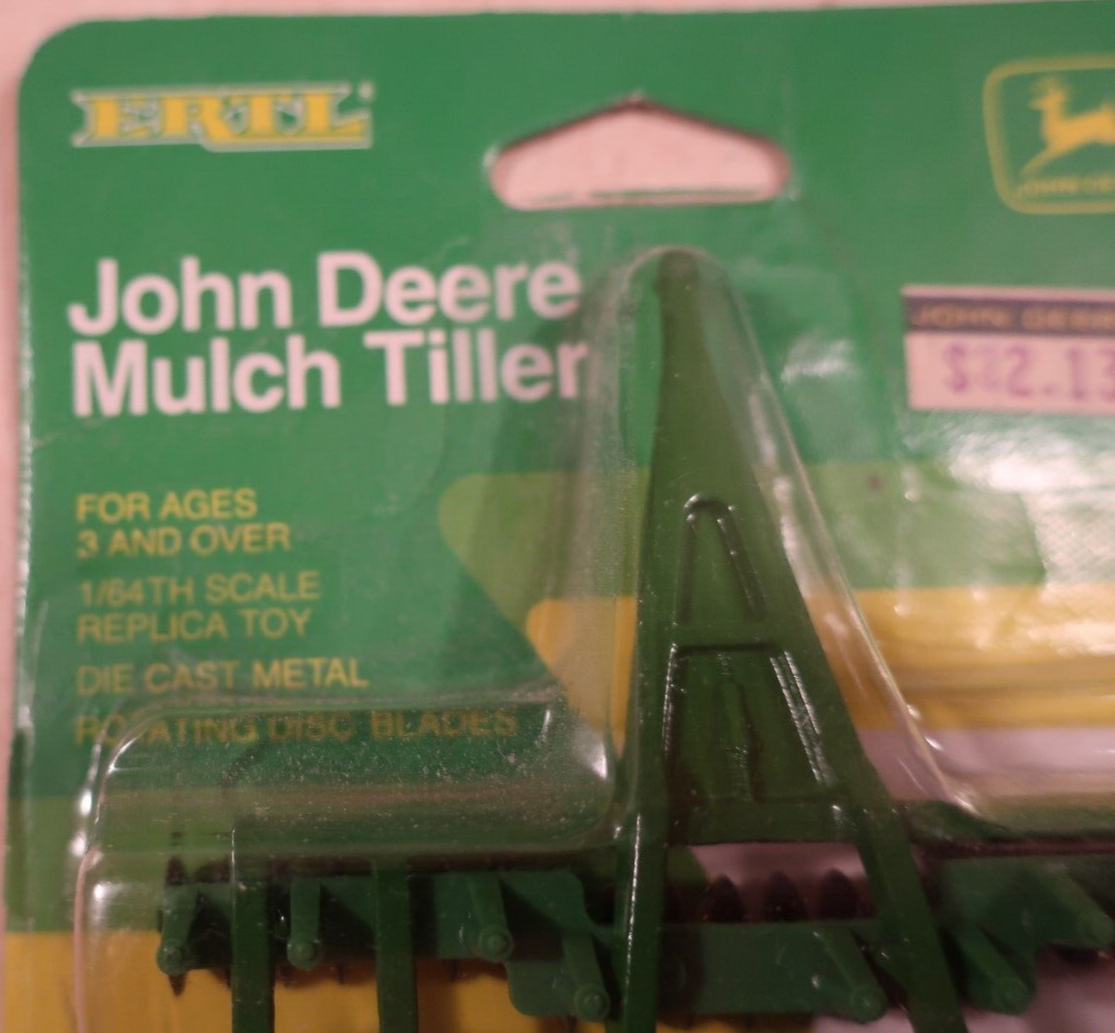 ERTL
John Deere
Mulch Tiller
FOR AGES
3 AND OVER
1/64TH SCALE
REPLICA TOY
DIE CAST METAL
ROTATING DISC BLADES
JOHN